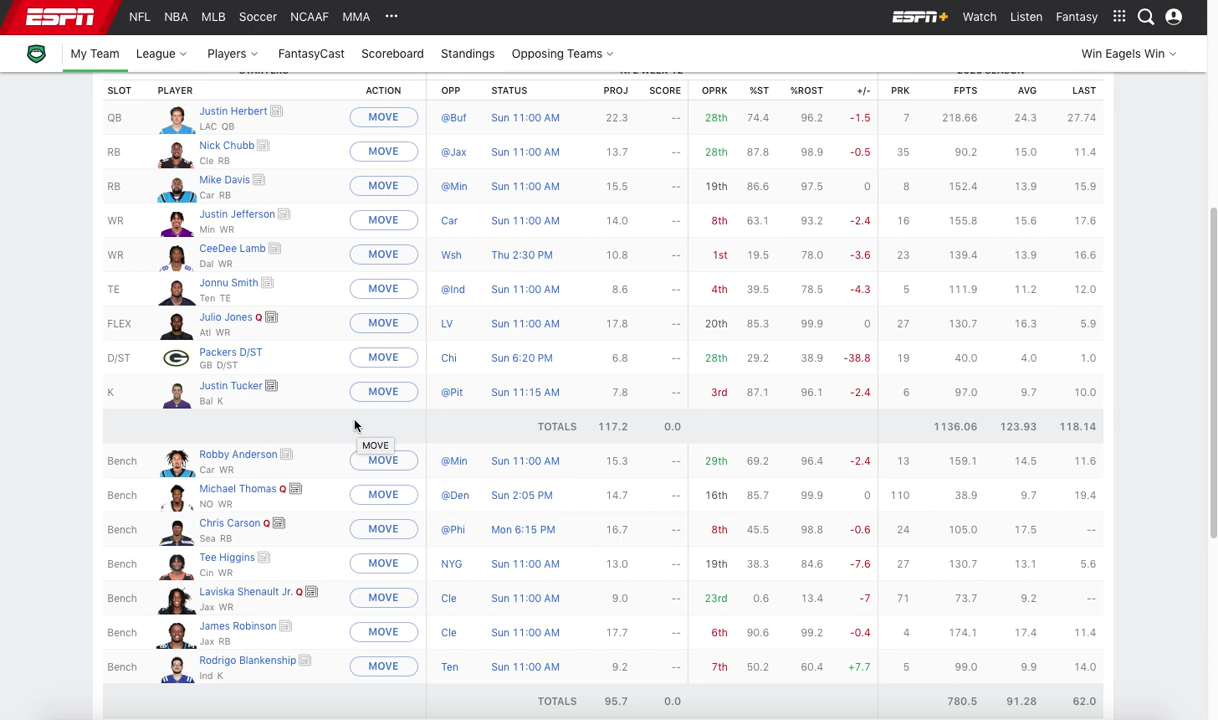 ESPN NFL NBA MLB Soccer NCAAF MMA ••• ESPN+ Watch Listen Fantasy
My Team League Players FantasyCast Scoreboard Standings Opposing Teams Win Eagels Win
STARTERS NFL WEEK 12 2020 SEASON
SLOT PLAYER ACTION OPP STATUS PROJ SCORE OPRK %ST %ROST +/- PRK FPTS AVG LAST
QB Justin Herbert MOVE @Buf Sun 11:00 AM 22.3 -- 28th 74.4 96.2 -1.5 7 218.66 24.3 27.74
LAC QB
RB Nick Chubb MOVE @Jax Sun 11:00 AM 13.7 -- 28th 87.8 98.9 -0.5 35 90.2 15.0 11.4
Cle RB
RB Mike Davis MOVE @Min Sun 11:00 AM 15.5 -- 19th 86.6 97.5 0 8 152.4 13.9 15.9
Car RB
WR Justin Jefferson MOVE Car Sun 11:00 AM 14.0 -- 8th 63.1 93.2 -2.4 16 155.8 15.6 17.6
Min WR
WR CeeDee Lamb MOVE Wsh Thu 2:30 PM 10.8 -- 1st 19.5 78.0 -3.6 23 139.4 13.9 16.6
Dal WR
TE Jonnu Smith MOVE @Ind Sun 11:00 AM 8.6 -- 4th 39.5 78.5 -4.3 5 111.9 11.2 12.0
Ten TE
FLEX Julio Jones Q MOVE LV Sun 11:00 AM 17.8 -- 20th 85.3 99.9 0 27 130.7 16.3 5.9
Atl WR
D/ST Packers D/ST MOVE Chi Sun 6:20 PM 6.8 -- 28th 29.2 38.9 -38.8 19 40.0 4.0 1.0
GB D/ST
K Justin Tucker MOVE @Pit Sun 11:15 AM 7.8 -- 3rd 87.1 96.1 -2.4 6 97.0 9.7 10.0
Bal K
TOTALS 117.2 0.0 1136.06 123.93 118.14
MOVE
Bench Robby Anderson MOVE @Min Sun 11:00 AM 15.3 -- 29th 69.2 96.4 -2.4 13 159.1 14.5 11.6
Car WR
Bench Michael Thomas Q MOVE @Den Sun 2:05 PM 14.7 -- 16th 85.7 99.9 0 110 38.9 9.7 19.4
NO WR
Bench Chris Carson Q MOVE @Phi Mon 6:15 PM 16.7 -- 8th 45.5 98.8 -0.6 24 105.0 17.5 --
Sea RB
Bench Tee Higgins MOVE NYG Sun 11:00 AM 13.0 -- 19th 38.3 84.6 -7.6 27 130.7 13.1 5.6
Cin WR
Bench Laviska Shenault Jr. Q MOVE Cle Sun 11:00 AM 9.0 -- 23rd 0.6 13.4 -7 71 73.7 9.2 --
Jax WR
Bench James Robinson MOVE Cle Sun 11:00 AM 17.7 -- 6th 90.6 99.2 -0.4 4 174.1 17.4 11.4
Jax RB
Bench Rodrigo Blankenship MOVE Ten Sun 11:00 AM 9.2 -- 7th 50.2 60.4 +7.7 5 99.0 9.9 14.0
Ind K
TOTALS 95.7 0.0 780.5 91.28 62.0